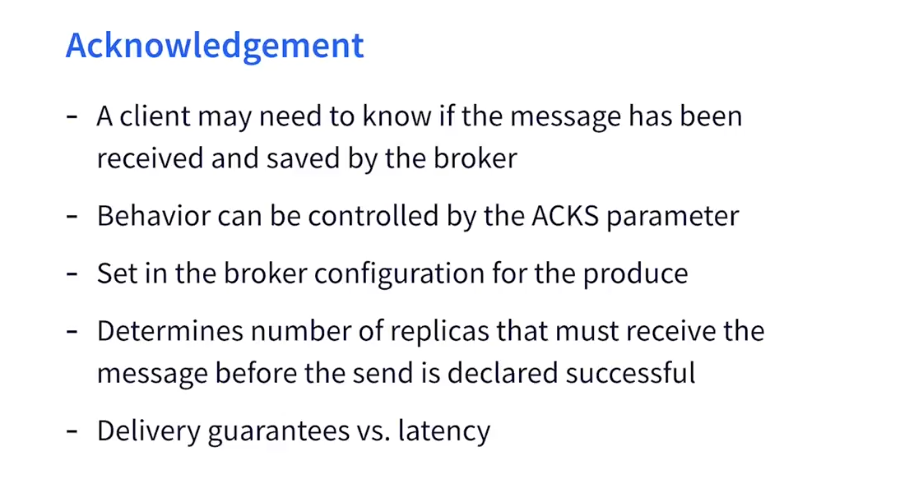 Acknowledgement
- A client may need to know if the message has been
received and saved by the broker
- Behavior can be controlled by the ACKS parameter
- Set in the broker configuration for the produce
- Determines number of replicas that must receive the
message before the send is declared successful
- Delivery guarantees vs. latency